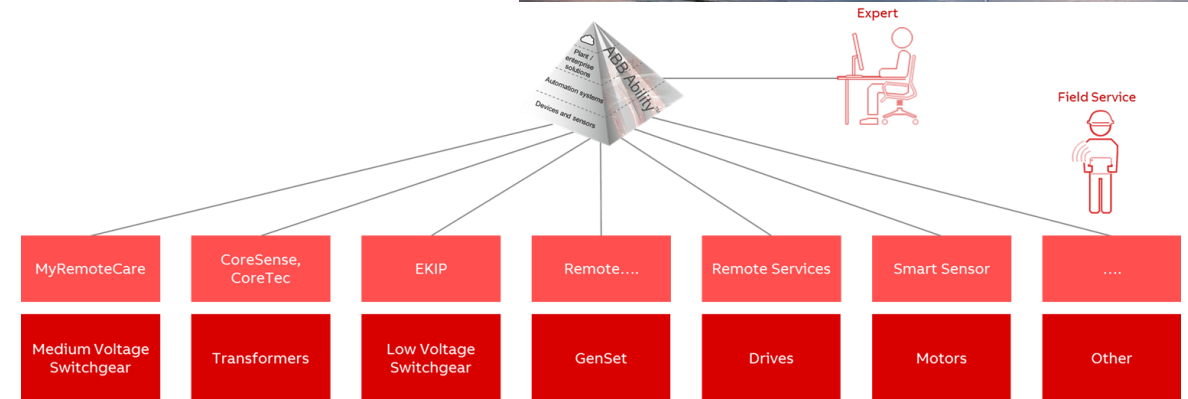 Expert
Plant /
enterprise
solutions
Automation systems
Devices and sensors
ABB Ability™
Field Service
MyRemoteCare
CoreSense,
CoreTec
EKIP
Remote....
Remote Services
Smart Sensor
....
Medium Voltage
Switchgear
Transformers
Low Voltage
Switchgear
GenSet
Drives
Motors
Other